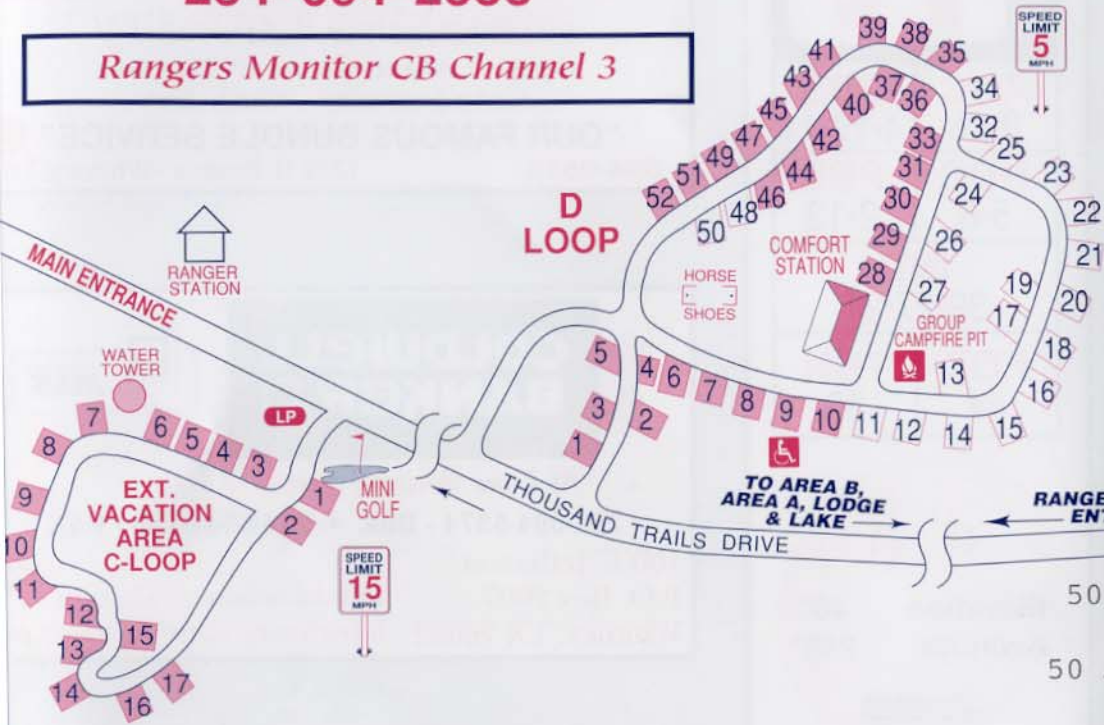 Rangers Monitor CB Channel 3
SPEED
LIMIT
5
MPH
39 38
41 35
43 37 34
45 40 36
47 42 33 32
49 31 25
51 44 24 23
52 46 30
48 22
50 29 26
D
LOOP
COMFORT
STATION
28 21
27 19 20
HORSE
SHOES
17
GROUP
CAMPFIRE PIT
18
13 16
RANGER
STATION
MAIN ENTRANCE
WATER
TOWER
LP
5 4 6 7 8 9 10 11 12 14 15
3 2
1
7 6 5 4 3
8
9
10
11
12
13
14
15
16
17
1
2
EXT.
VACATION
AREA
C-LOOP
MINI
GOLF
SPEED
LIMIT
15
MPH
THOUSAND TRAILS DRIVE
TO AREA B,
AREA A, LODGE
& LAKE
50
50